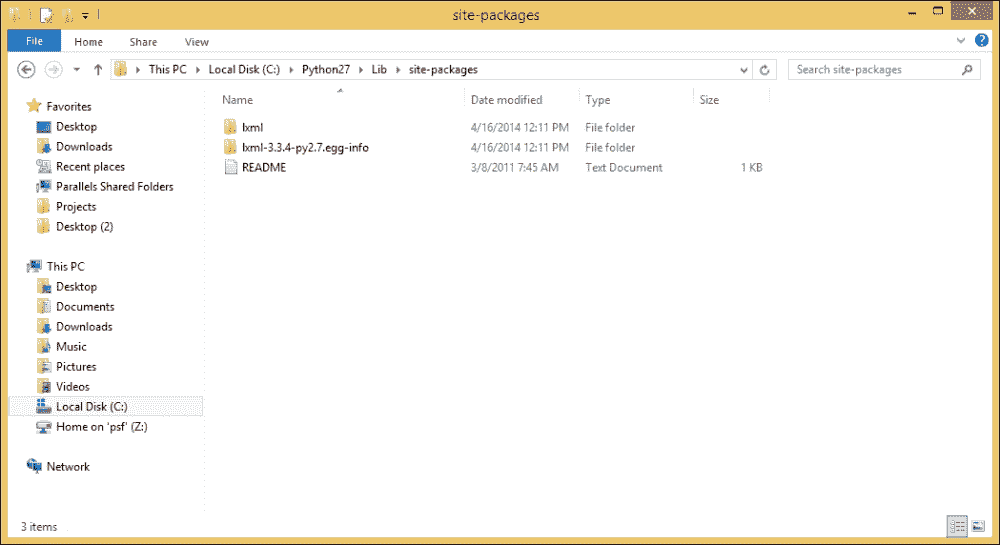 site-packages
File Home Share View
This PC Local Disk (C:) Python27 Lib site-packages
Search site-packages
Favorites
Desktop
Downloads
Recent places
Parallels Shared Folders
Projects
Desktop (2)
This PC
Desktop
Documents
Downloads
Music
Pictures
Videos
Local Disk (C:)
Home on 'psf' (Z:)
Network
Name Date modified Type Size
lxml 4/16/2014 12:11 PM File folder
lxml-3.3.4-py2.7.egg-info 4/16/2014 12:11 PM File folder
README 3/8/2011 7:45 AM Text Document 1 KB
3 items